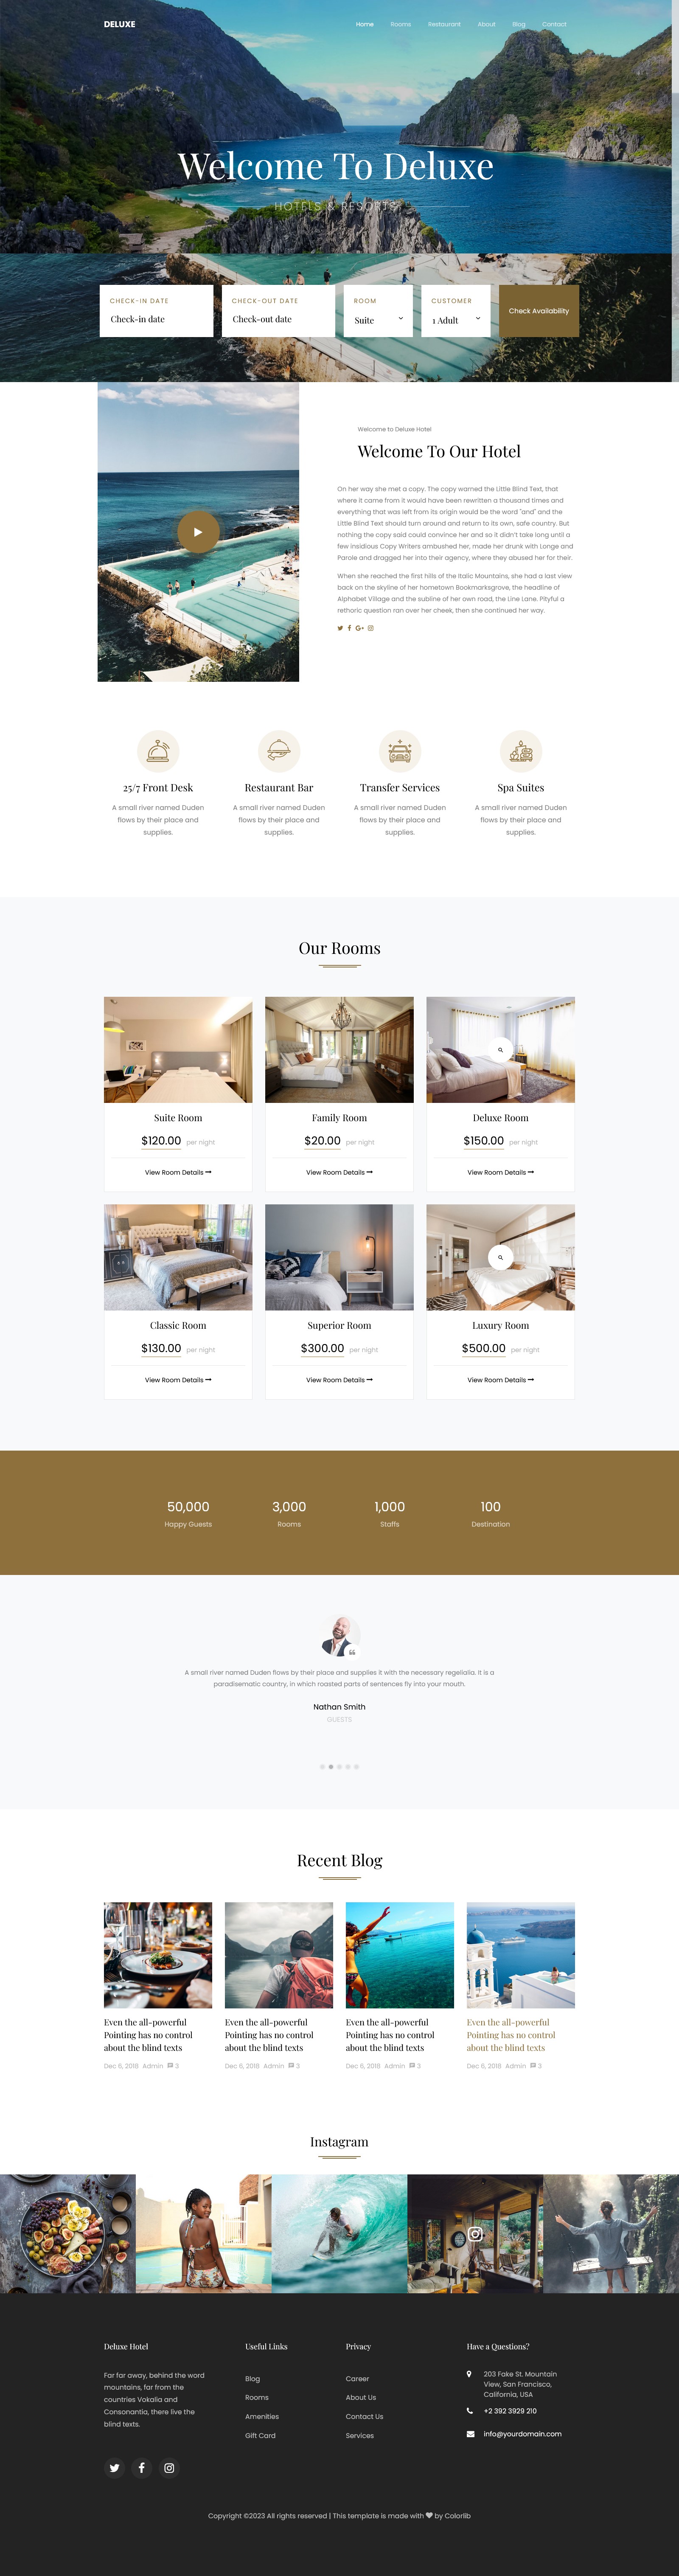 DELUXE
Home Rooms Restaurant About Blog Contact
Welcome To Deluxe
HOTELS & RESORTS
CHECK-IN DATE
Check-in date
CHECK-OUT DATE
Check-out date
ROOM
Suite
CUSTOMER
1 Adult
Check Availability
Welcome to Deluxe Hotel
Welcome To Our Hotel
On her way she met a copy. The copy warned the Little Blind Text, that
where it came from it would have been rewritten a thousand times and
everything that was left from its origin would be the word "and" and the
Little Blind Text should turn around and return to its own, safe country. But
nothing the copy said could convince her and so it didn't take long until a
few insidious Copy Writers ambushed her, made her drunk with Longe and
Parole and dragged her into their agency, where they abused her for their.
When she reached the first hills of the Italic Mountains, she had a last view
back on the skyline of her hometown Bookmarksgrove, the headline of
Alphabet Village and the subline of her own road, the Line Lane. Pityful a
rethoric question ran over her cheek, then she continued her way.
25/7 Front Desk
A small river named Duden
flows by their place and
supplies.
Restaurant Bar
A small river named Duden
flows by their place and
supplies.
Transfer Services
A small river named Duden
flows by their place and
supplies.
Spa Suites
A small river named Duden
flows by their place and
supplies.
Our Rooms
Suite Room
$120.00 per night
View Room Details
Family Room
$20.00 per night
View Room Details
Deluxe Room
$150.00 per night
View Room Details
Classic Room
$130.00 per night
View Room Details
Superior Room
$300.00 per night
View Room Details
Luxury Room
$500.00 per night
View Room Details
50,000
Happy Guests
3,000
Rooms
1,000
Staffs
100
Destination
A small river named Duden flows by their place and supplies it with the necessary regelialia. It is a
paradisematic country, in which roasted parts of sentences fly into your mouth.
Nathan Smith
GUESTS
Recent Blog
Even the all-powerful
Pointing has no control
about the blind texts
Dec 6, 2018 Admin 3
Even the all-powerful
Pointing has no control
about the blind texts
Dec 6, 2018 Admin 3
Even the all-powerful
Pointing has no control
about the blind texts
Dec 6, 2018 Admin 3
Even the all-powerful
Pointing has no control
about the blind texts
Dec 6, 2018 Admin 3
Instagram
Deluxe Hotel
Far far away, behind the word
mountains, far from the
countries Vokalia and
Consonantia, there live the
blind texts.
Useful Links
Blog
Rooms
Amenities
Gift Card
Privacy
Career
About Us
Contact Us
Services
Have a Questions?
203 Fake St. Mountain
View, San Francisco,
California, USA
+2 392 3929 210
info@yourdomain.com
Copyright ©2023 All rights reserved | This template is made with ♥ by Colorlib